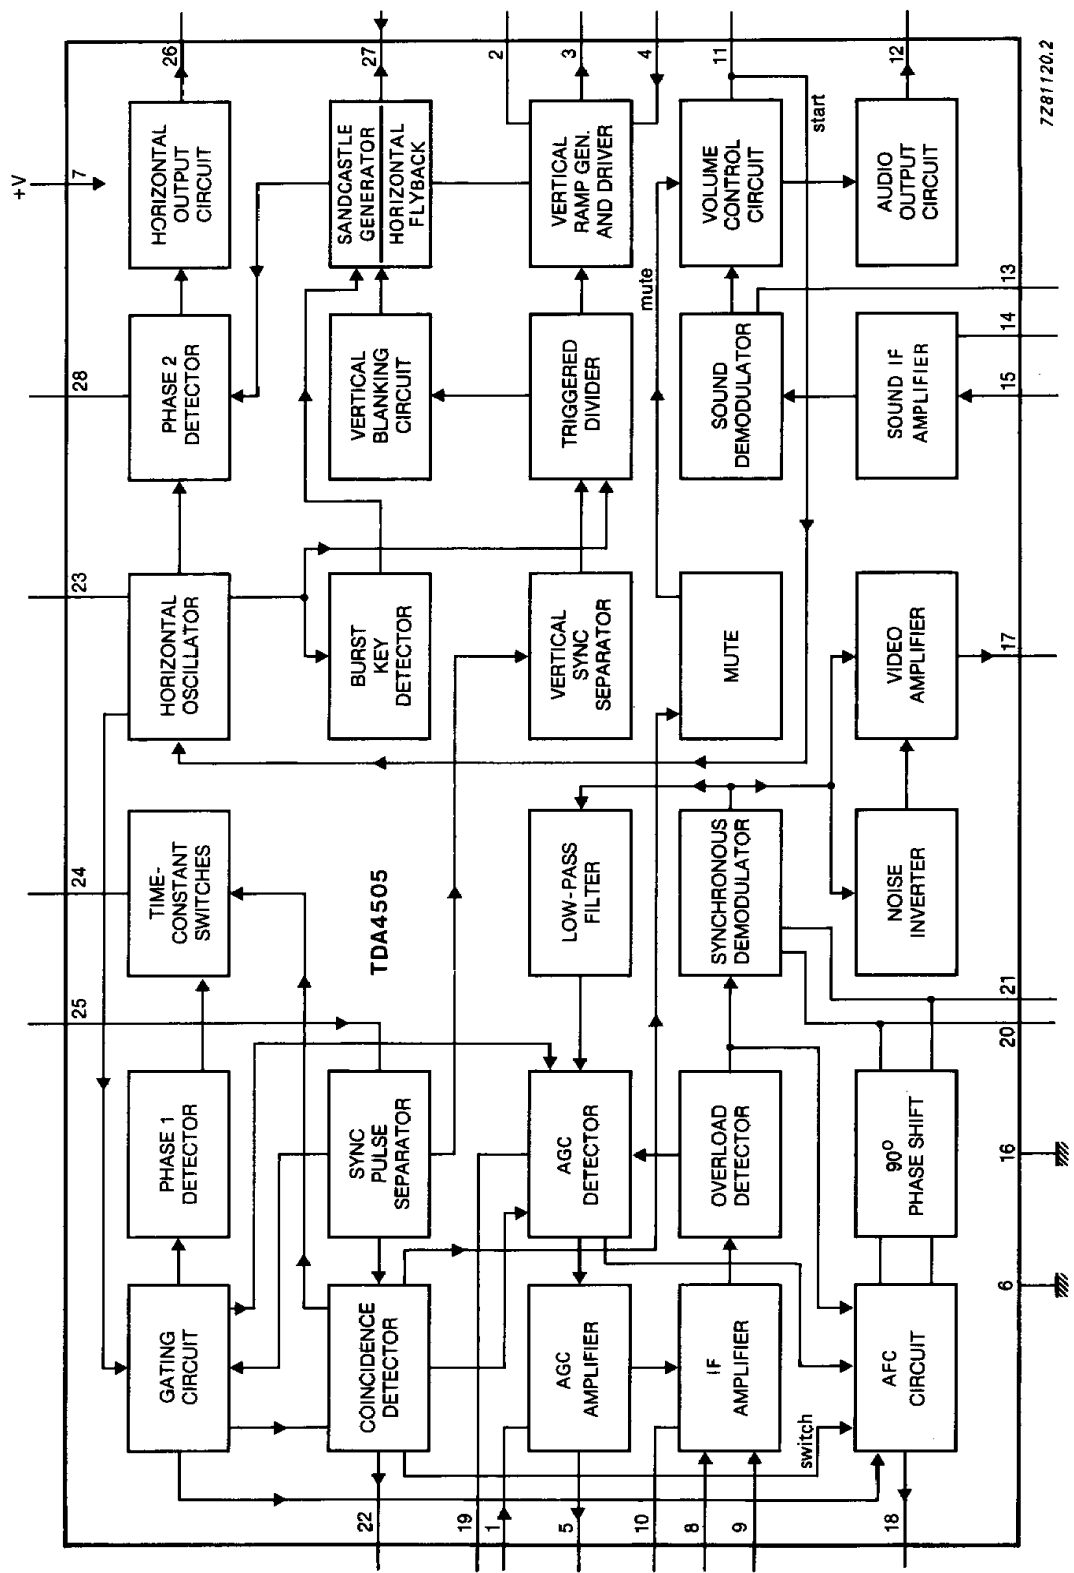 +V
25
24
23
28
7
GATING
CIRCUIT
PHASE 1
DETECTOR
TIME-
CONSTANT
SWITCHES
HORIZONTAL
OSCILLATOR
PHASE 2
DETECTOR
HORIZONTAL
OUTPUT
CIRCUIT
26
22
COINCIDENCE
DETECTOR
SYNC
PULSE
SEPARATOR
TDA4505
BURST
KEY
DETECTOR
VERTICAL
BLANKING
CIRCUIT
SANDCASTLE
GENERATOR
HORIZONTAL
FLYBACK
27
19
1
5
AGC
AMPLIFIER
AGC
DETECTOR
LOW-PASS
FILTER
VERTICAL
SYNC
SEPARATOR
TRIGGERED
DIVIDER
VERTICAL
RAMP GEN.
AND DRIVER
2
3
4
10
8
9
IF
AMPLIFIER
OVERLOAD
DETECTOR
SYNCHRONOUS
DEMODULATOR
MUTE
mute
SOUND
DEMODULATOR
VOLUME
CONTROL
CIRCUIT
11
switch
start
18
AFC
CIRCUIT
90°
PHASE SHIFT
NOISE
INVERTER
VIDEO
AMPLIFIER
SOUND IF
AMPLIFIER
AUDIO
OUTPUT
CIRCUIT
12
6
16
20
21
17
15
14
13
7Z81120.2